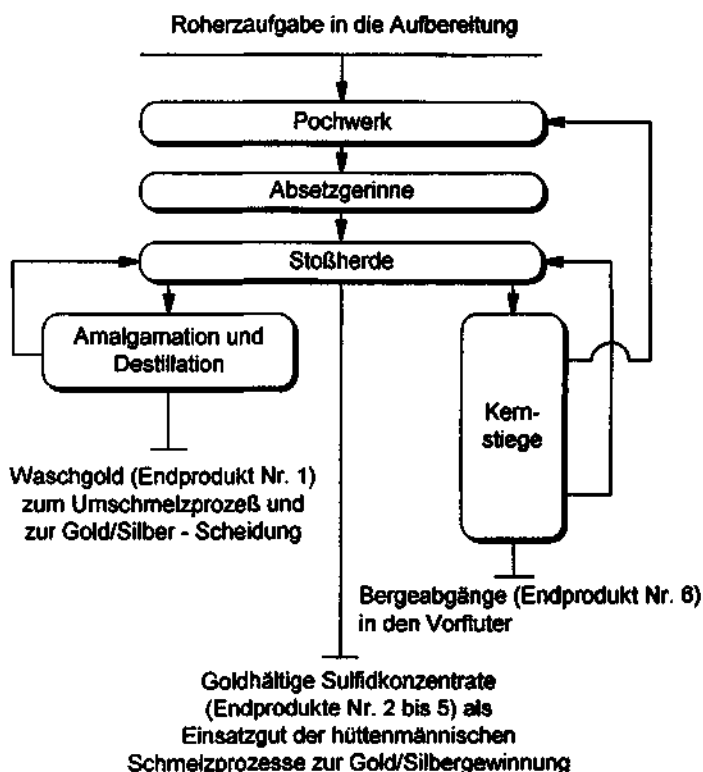 Roherzaufgabe in die Aufbereitung
Pochwerk
Absetzgerinne
Stoßherde
Amalgamation und
Destillation
Kern-
stiege
Waschgold (Endprodukt Nr. 1)
zum Umschmelzprozeß und
zur Gold/Silber - Scheidung
Bergeabgänge (Endprodukt Nr. 6)
in den Vorfluter
Goldhältige Sulfidkonzentrate
(Endprodukte Nr. 2 bis 5) als
Einsatzgut der hüttenmännischen
Schmelzprozesse zur Gold/Silbergewinnung